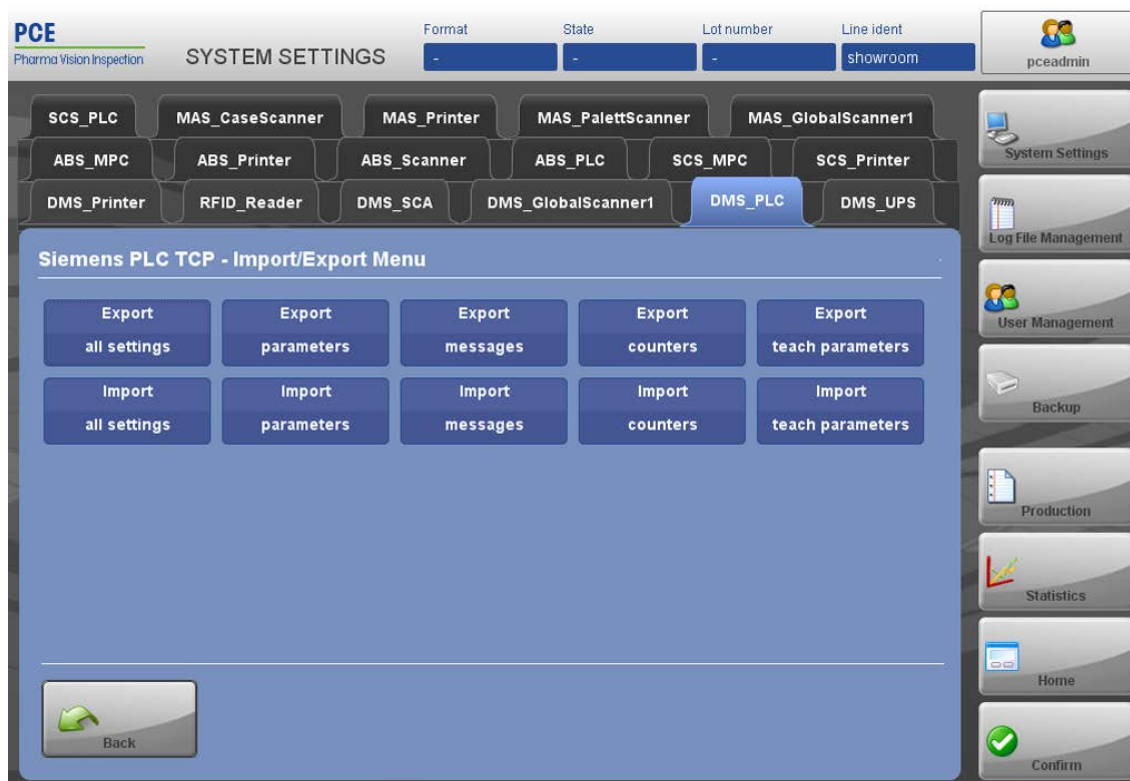 PCE
Pharma Vision Inspection
SYSTEM SETTINGS
Format State Lot number Line ident
- - - showroom
pceadmin
SCS_PLC MAS_CaseScanner MAS_Printer MAS_PalettScanner MAS_GlobalScanner1
ABS_MPC ABS_Printer ABS_Scanner ABS_PLC SCS_MPC SCS_Printer
DMS_Printer RFID_Reader DMS_SCA DMS_GlobalScanner1 DMS_PLC DMS_UPS
Siemens PLC TCP - Import/Export Menu
Export Export Export Export Export
all settings parameters messages counters teach parameters
Import Import Import Import Import
all settings parameters messages counters teach parameters
Back
System Settings
Log File Management
User Management
Backup
Production
Statistics
Home
Confirm